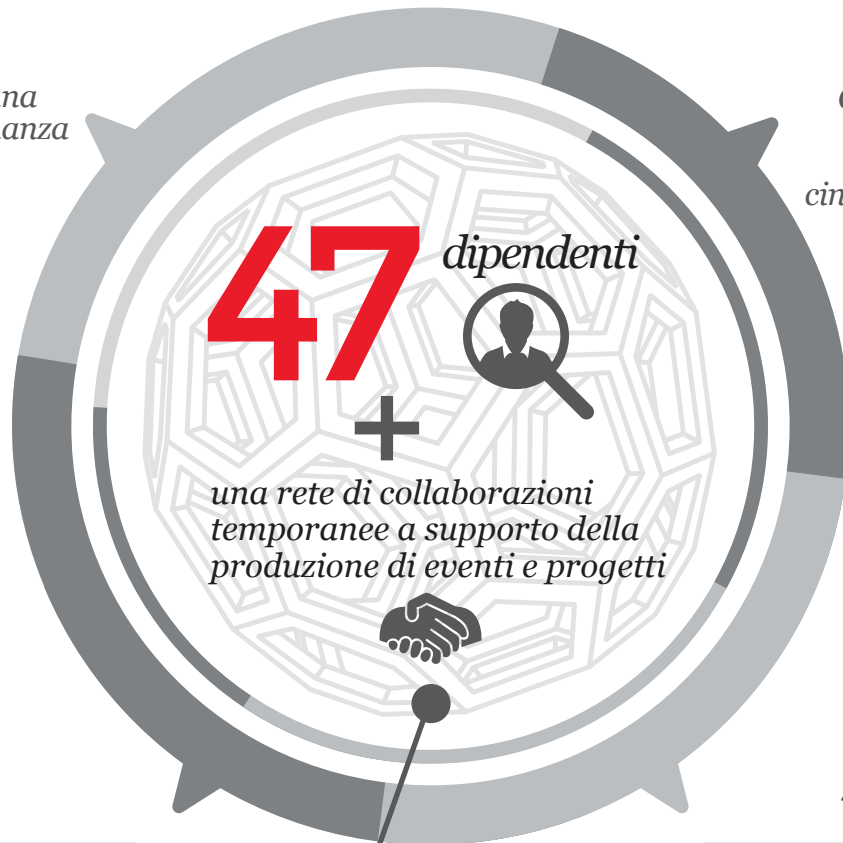 47 dipendenti
+
una rete di collaborazioni
temporanee a supporto della
produzione di eventi e progetti